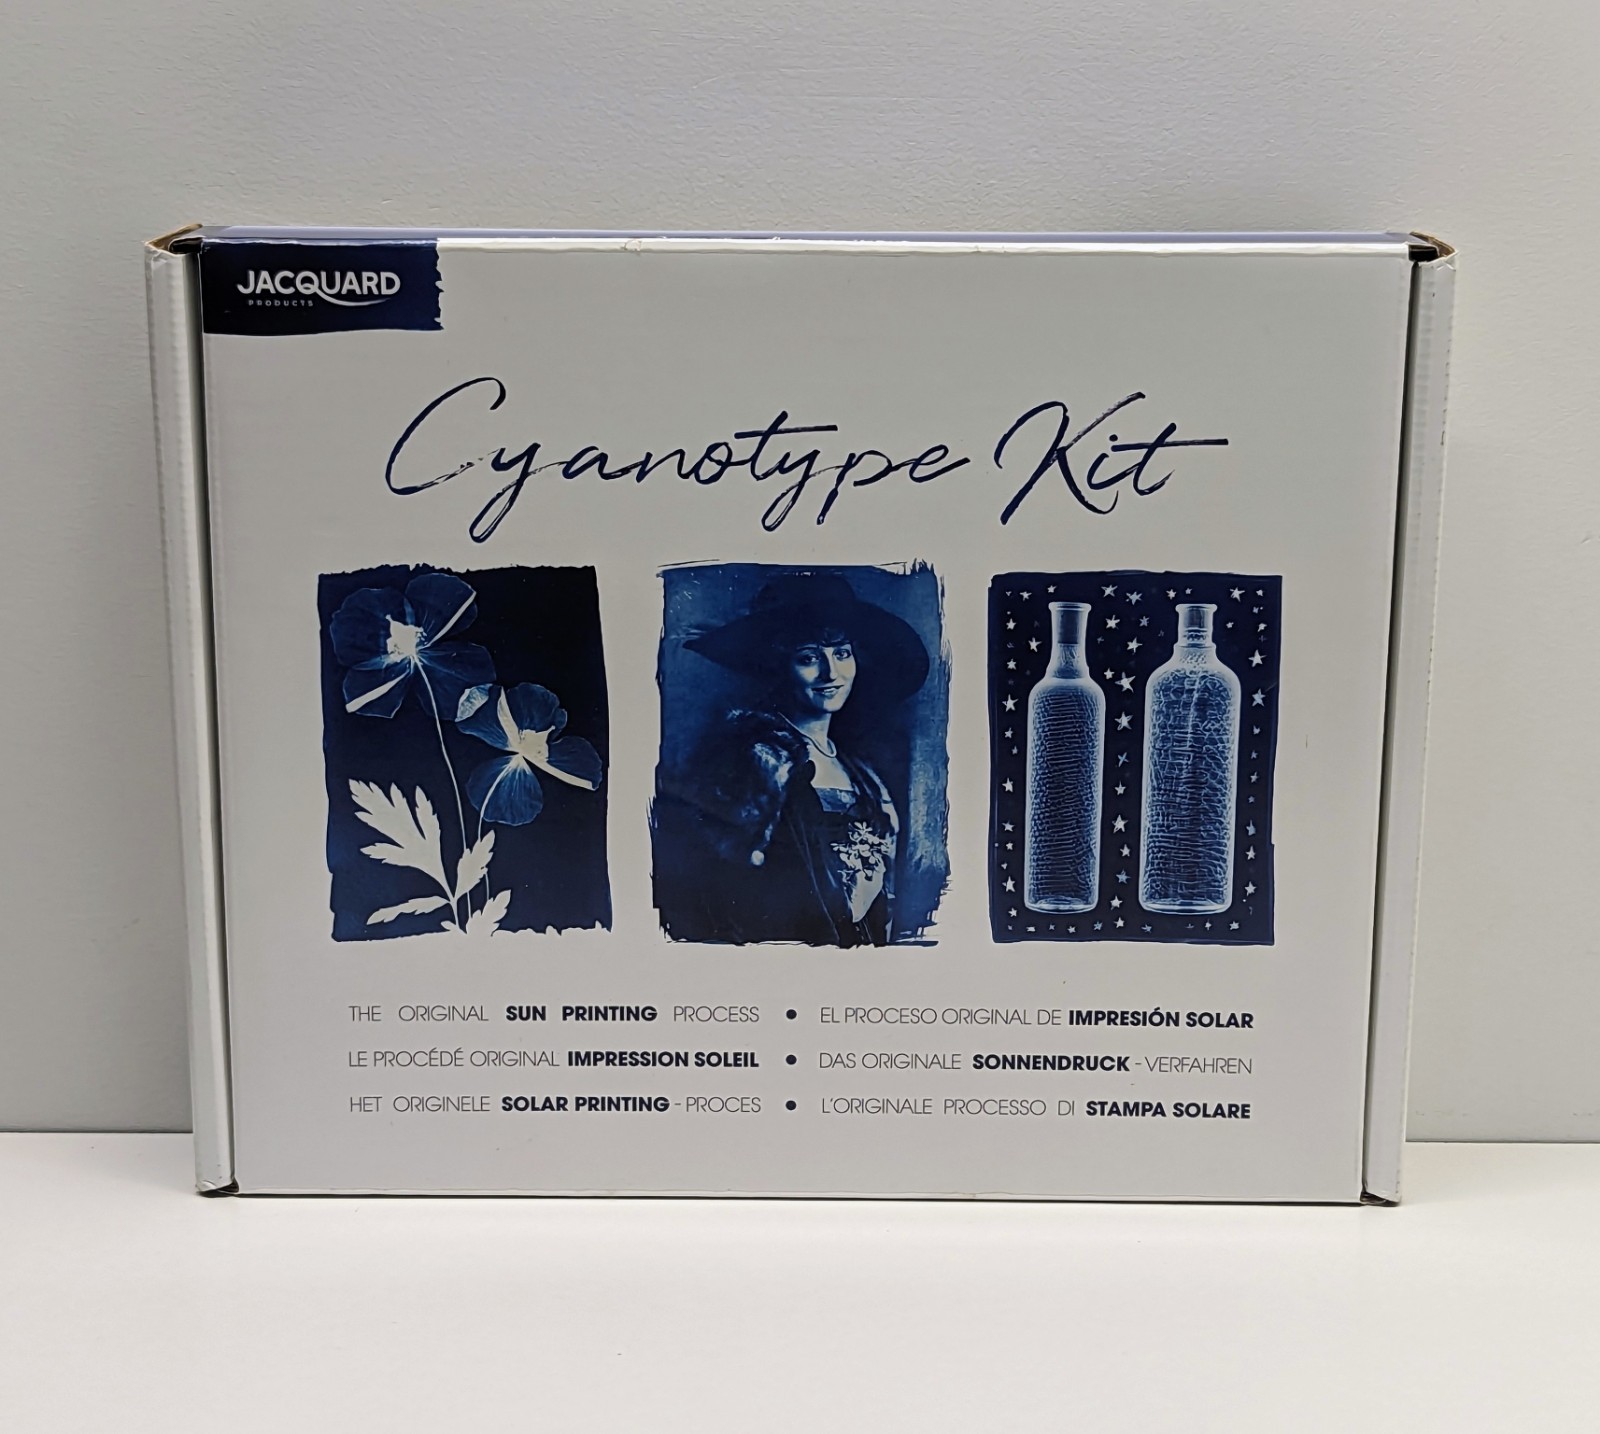 JACQUARD
PRODUCTS
Cyanotype Kit
THE ORIGINAL SUN PRINTING PROCESS • EL PROCESO ORIGINAL DE IMPRESIÓN SOLAR
LE PROCÉDÉ ORIGINAL IMPRESSION SOLEIL • DAS ORIGINALE SONNENDRUCK - VERFAHREN
HET ORIGINELE SOLAR PRINTING - PROCES • L'ORIGINALE PROCESSO DI STAMPA SOLARE